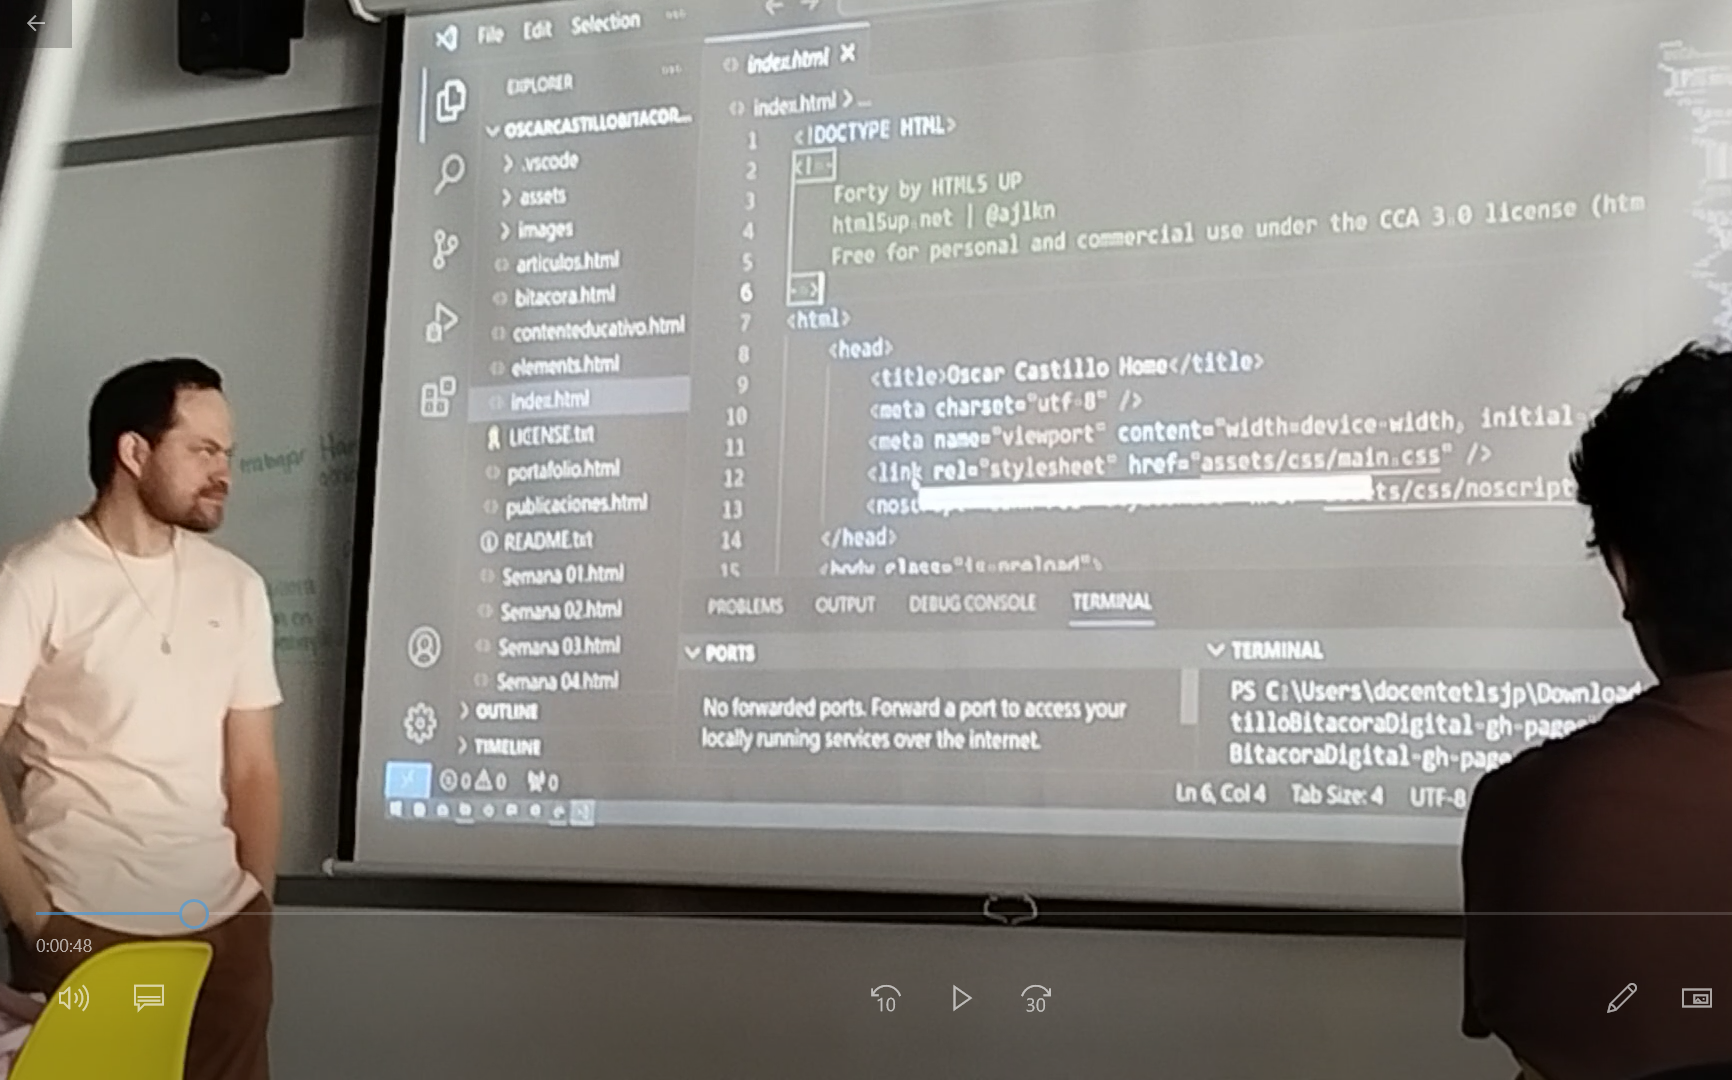 File Edit Selection
EXPLORER
OSCARCASTILLOBITACOR...
.vscode
assets
images
articulos.html
bitacora.html
contenteducativo.html
elements.html
index.html
LICENSE.txt
portafolio.html
publicaciones.html
README.txt
Semana 01.html
Semana 02.html
Semana 03.html
Semana 04.html
OUTLINE
TIMELINE
index.html
index.html > ...
1 <!DOCTYPE HTML>
2 <!--
3 Forty by HTML5 UP
4 html5up.net | @ajlkn
5 Free for personal and commercial use under the CCA 3.0 license (htm
6 -->
7 <html>
8 <head>
9 <title>Oscar Castillo Home</title>
10 <meta charset="utf-8" />
11 <meta name="viewport" content="width=device-width, initial-
12 <link rel="stylesheet" href="assets/css/main.css" />
13 <nosc ts/css/noscript
14 </head>
15 <body class="is-preload">
PROBLEMS OUTPUT DEBUG CONSOLE TERMINAL
PORTS
No forwarded ports. Forward a port to access your
locally running services over the internet.
TERMINAL
PS C:\Users\docentetlsjp\Download
tilloBitacoraDigital-gh-pages
BitacoraDigital-gh-page
0 0 0
Ln 6, Col 4 Tab Size: 4 UTF-8
0:00:48
10
30